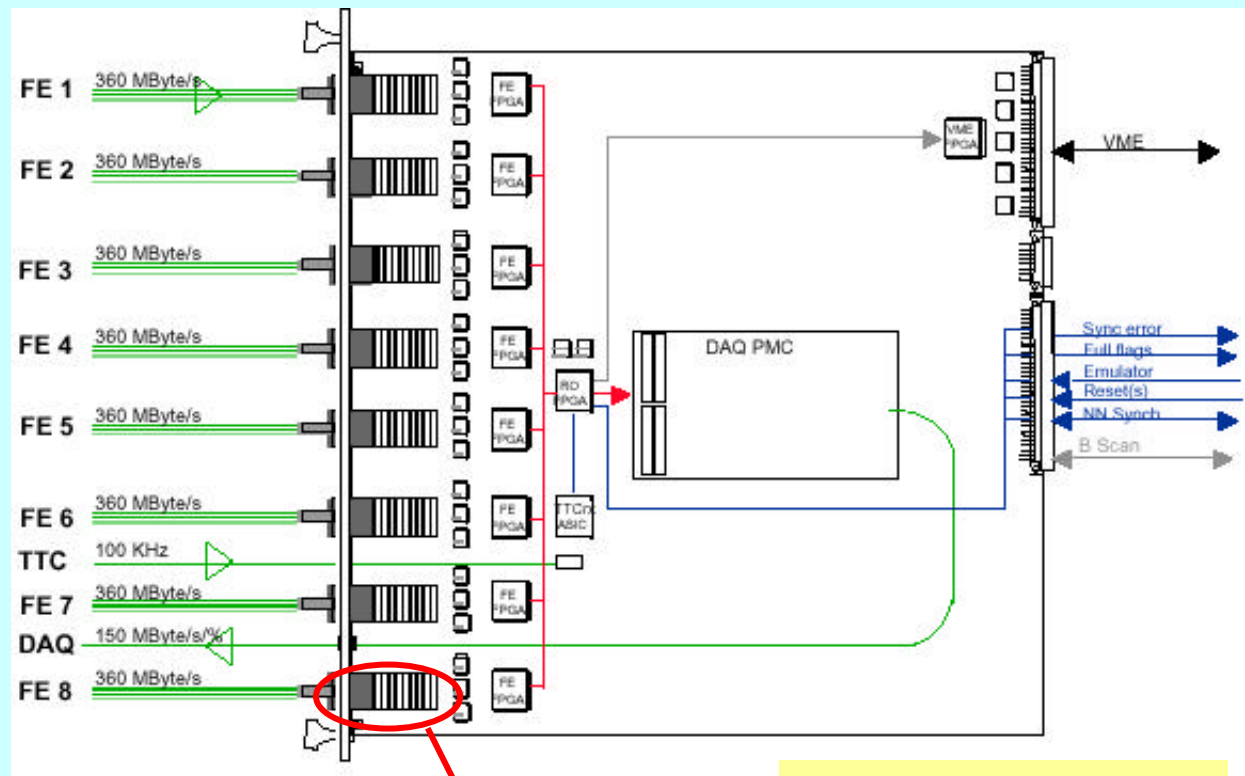 FE 1 360 MByte/s
FE 2 360 MByte/s
FE 3 360 MByte/s
FE 4 360 MByte/s
FE 5 360 MByte/s
FE 6 360 MByte/s
TTC 100 KHz
FE 7 360 MByte/s
DAQ 150 MByte/s/%
FE 8 360 MByte/s
FE
FPGA
FE
FPGA
FE
FPGA
FE
FPGA
FE
FPGA
FE
FPGA
FE
FPGA
FE
FPGA
RO
FPGA
TTCrx
ASIC
DAQ PMC
VME
FPGA
VME
Sync error
Full flags
Emulator
Reset(s)
NN Synch
B Scan